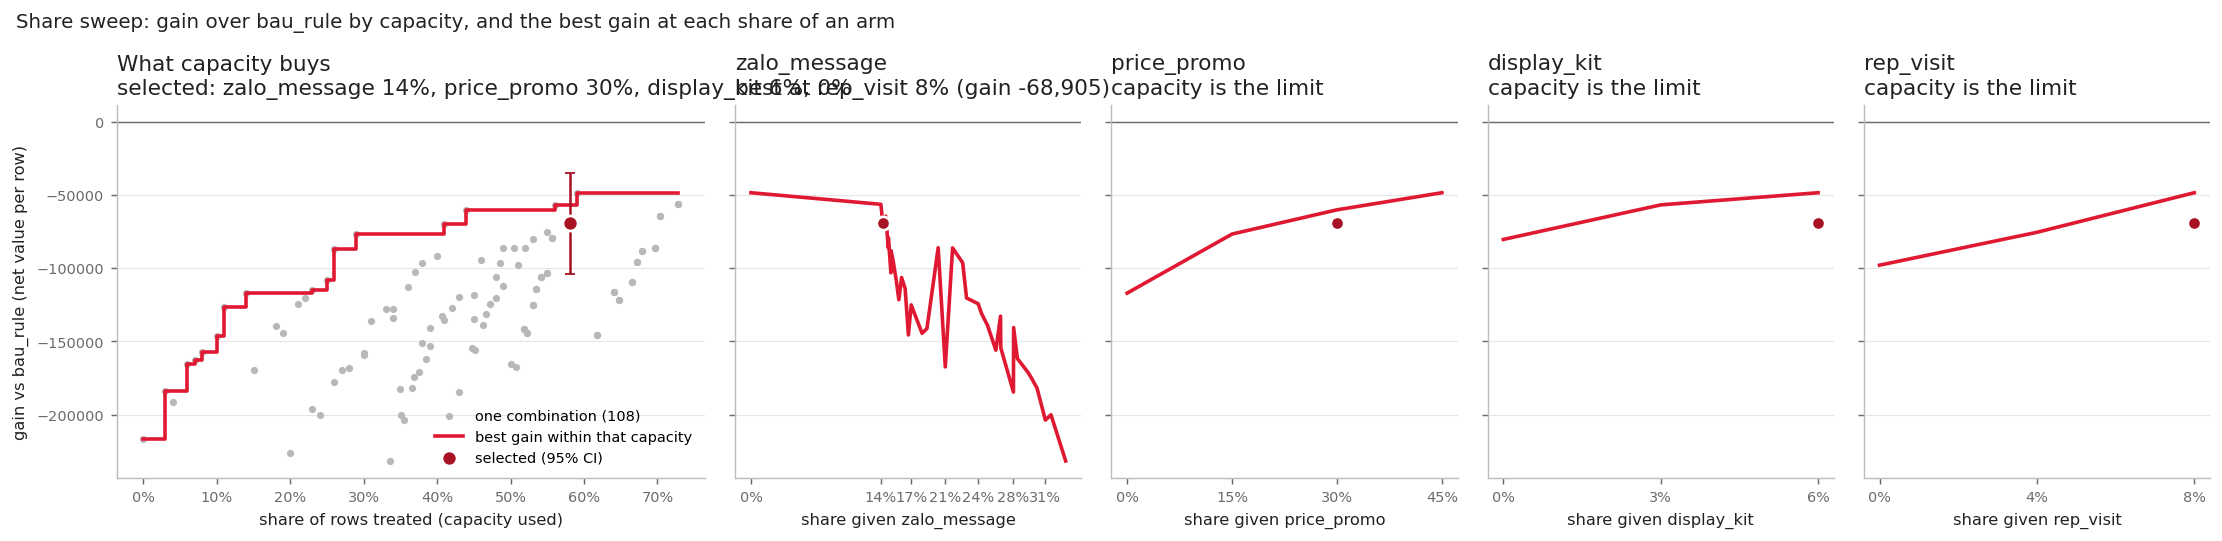 Share sweep: gain over bau_rule by capacity, and the best gain at each share of an arm
What capacity buys
selected: zalo_message 14%, price_promo 30%, display_kit 6%, rep_visit 8% (gain -68,905)
zalo_message
best at 0%
price_promo
capacity is the limit
display_kit
capacity is the limit
rep_visit
capacity is the limit
gain vs bau_rule (net value per row)
0
−50000
−100000
−150000
−200000
one combination (108)
best gain within that capacity
selected (95% CI)
0% 10% 20% 30% 40% 50% 60% 70%
share of rows treated (capacity used)
0% 14% 17% 21% 24% 28% 31%
share given zalo_message
0% 15% 30% 45%
share given price_promo
0% 3% 6%
share given display_kit
0% 4% 8%
share given rep_visit